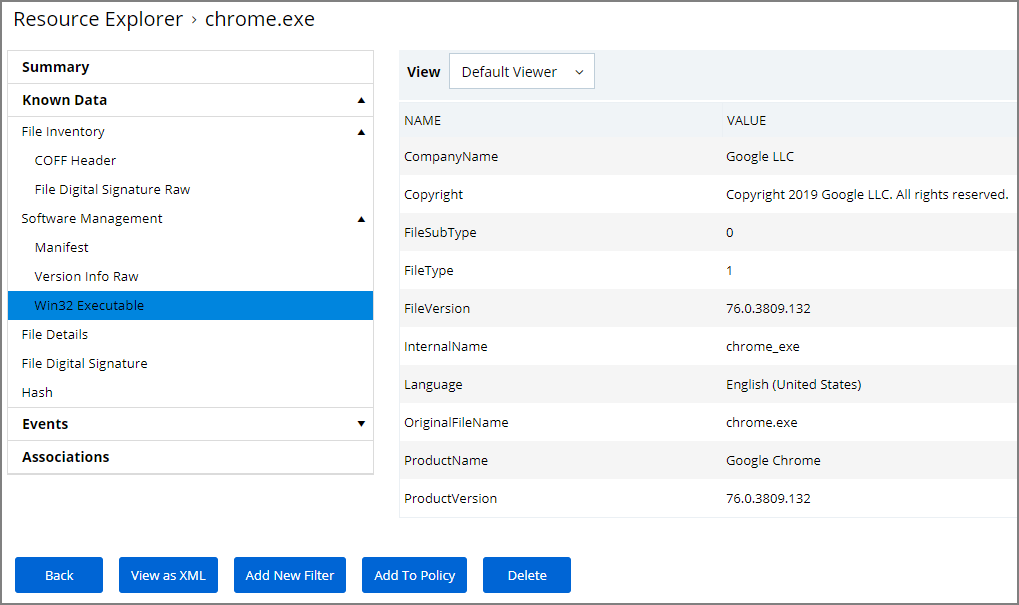 Resource Explorer › chrome.exe
Summary
Known Data
File Inventory
COFF Header
File Digital Signature Raw
Software Management
Manifest
Version Info Raw
Win32 Executable
File Details
File Digital Signature
Hash
Events
Associations
View Default Viewer
NAME VALUE
CompanyName Google LLC
Copyright Copyright 2019 Google LLC. All rights reserved.
FileSubType 0
FileType 1
FileVersion 76.0.3809.132
InternalName chrome_exe
Language English (United States)
OriginalFileName chrome.exe
ProductName Google Chrome
ProductVersion 76.0.3809.132
Back View as XML Add New Filter Add To Policy Delete